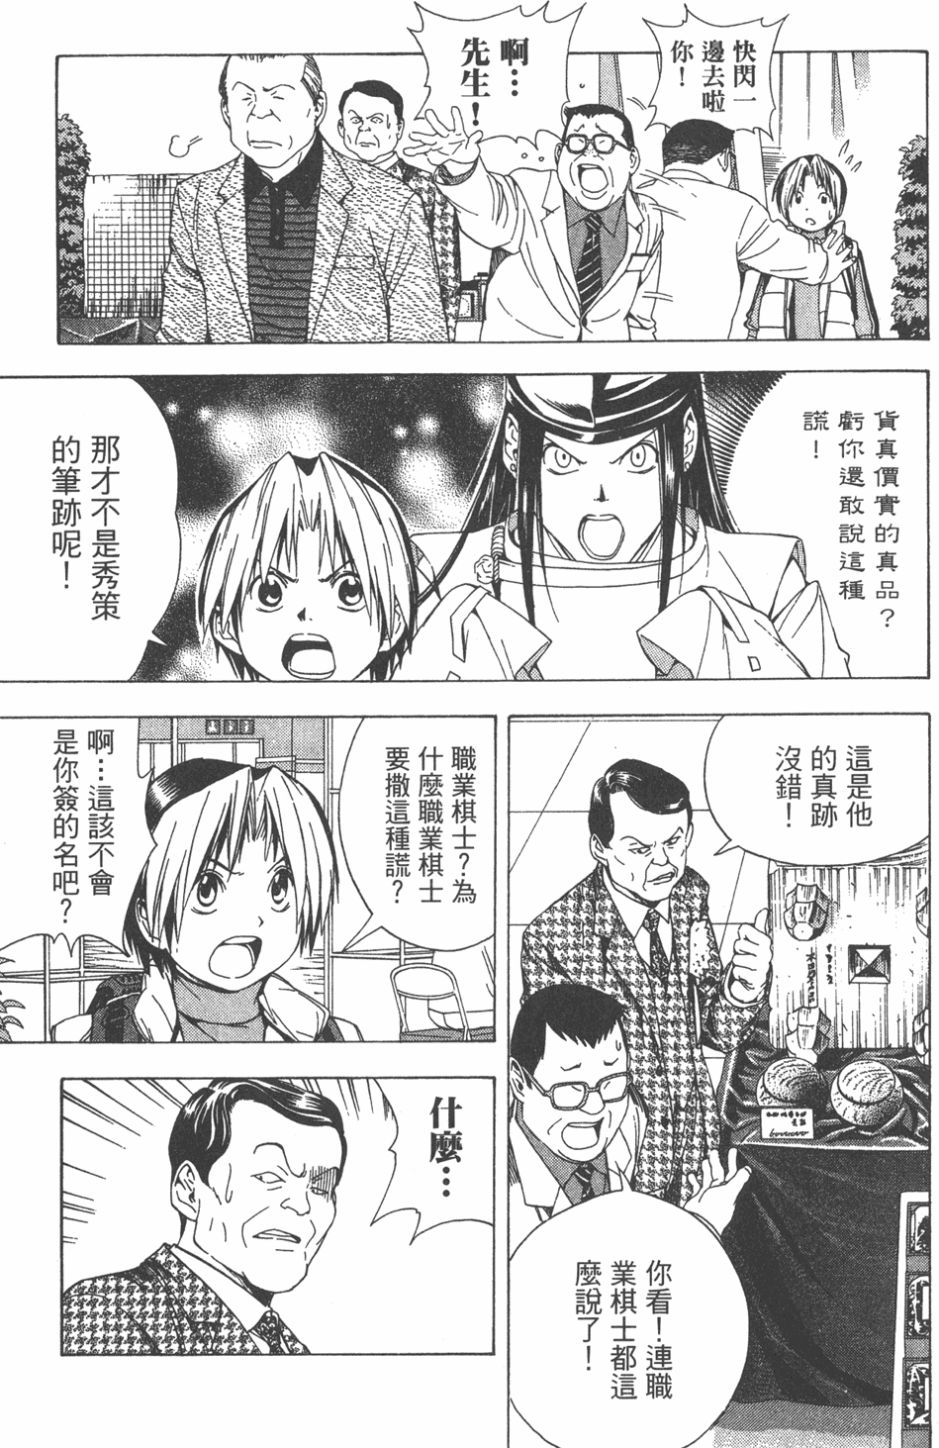 快閃一
邊去啦
你！
啊…
先生！
貨真價實的真品？
虧你還敢說這種
謊！
那才不是秀策
的筆跡呢！
這是他
的真跡
沒錯！
你看！連職
業棋士都這
麼說了！
職業棋士？為
什麼職業棋士
要撒這種謊？
啊…這該不會
是你簽的名吧？
什麼…